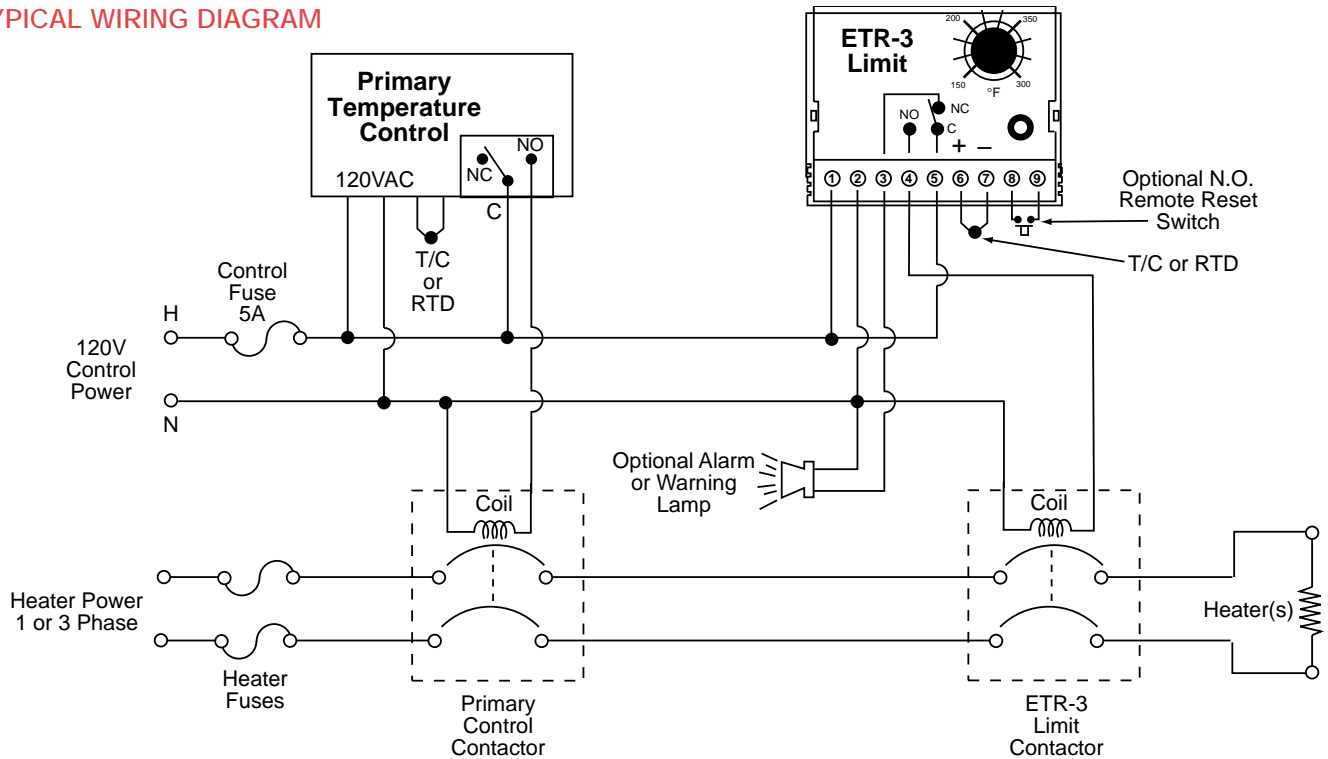 YPICAL WIRING DIAGRAM
Primary
Temperature
Control
120VAC
NC
NO
C
T/C
or
RTD
ETR-3
Limit
200
350
150
300
°F
NC
NO
C
+ –
1 2 3 4 5 6 7 8 9
Optional N.O.
Remote Reset
Switch
T/C or RTD
Control
Fuse
5A
H
120V
Control
Power
N
Optional Alarm
or Warning
Lamp
Coil
Coil
Heater Power
1 or 3 Phase
Heater
Fuses
Heater(s)
Primary
Control
Contactor
ETR-3
Limit
Contactor